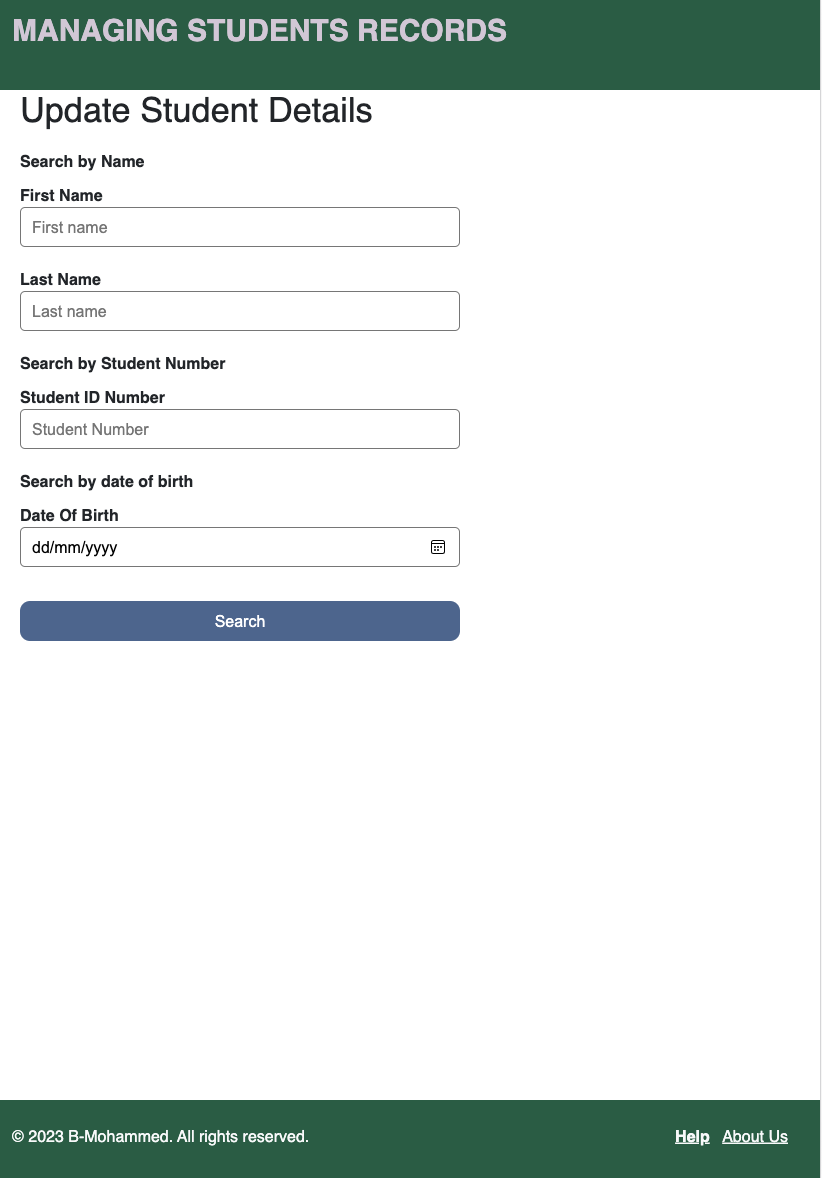 MANAGING STUDENTS RECORDS
Update Student Details
Search by Name
First Name
First name
Last Name
Last name
Search by Student Number
Student ID Number
Student Number
Search by date of birth
Date Of Birth
dd/mm/yyyy
Search
© 2023 B-Mohammed. All rights reserved. Help About Us